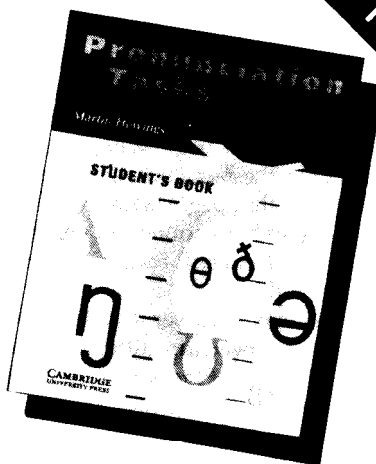 Pronunciation
Tasks
Martin Hewings
STUDENT'S BOOK
ʌ
θ ð
ŋ ə
ʊ
CAMBRIDGE
UNIVERSITY PRESS